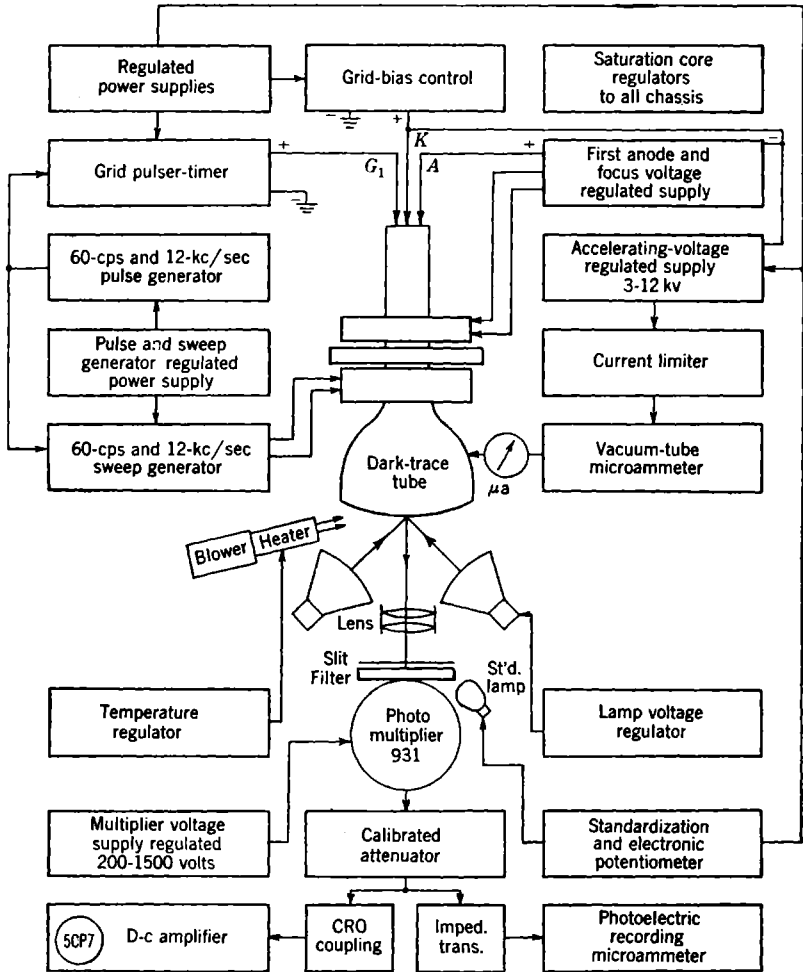 Regulated
power supplies
Grid-bias control
Saturation core
regulators
to all chassis
Grid pulser-timer
+
-
+
K
G1
A
+
-
First anode and
focus voltage
regulated supply
60-cps and 12-kc/sec
pulse generator
Accelerating-voltage
regulated supply
3-12 kv
Pulse and sweep
generator regulated
power supply
Current limiter
60-cps and 12-kc/sec
sweep generator
Dark-trace
tube
μa
Vacuum-tube
microammeter
Blower
Heater
Lens
Slit
Filter
St'd.
lamp
Temperature
regulator
Photo
multiplier
931
Lamp voltage
regulator
Multiplier voltage
supply regulated
200-1500 volts
Calibrated
attenuator
Standardization
and electronic
potentiometer
5CP7
D-c amplifier
CRO
coupling
Imped.
trans.
Photoelectric
recording
microammeter